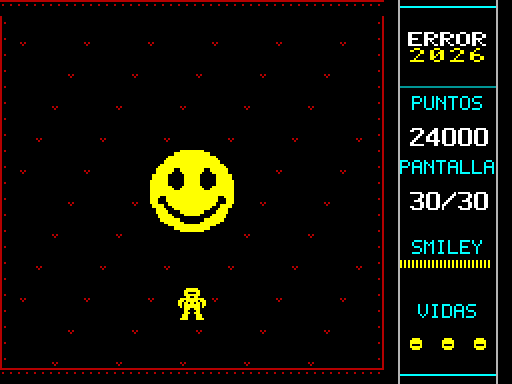 ERROR
2026
PUNTOS
24000
PANTALLA
30/30
SMILEY
VIDAS